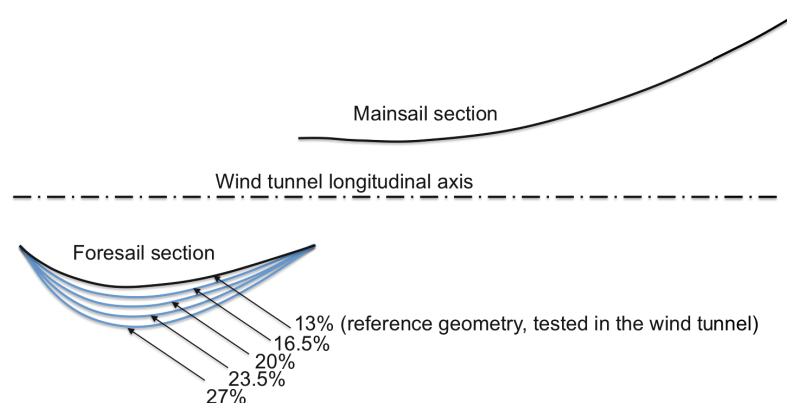 Mainsail section
Wind tunnel longitudinal axis
Foresail section
13% (reference geometry, tested in the wind tunnel)
16.5%
20%
23.5%
27%